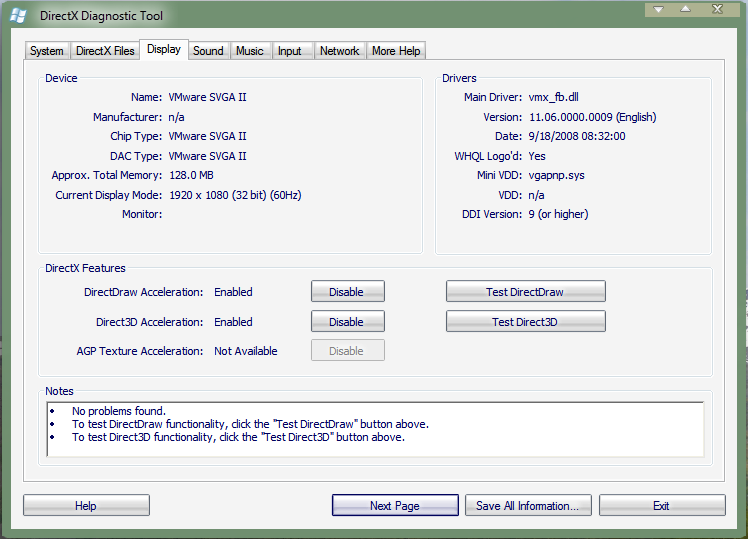 DirectX Diagnostic Tool
System DirectX Files Display Sound Music Input Network More Help
Device
Name: VMware SVGA II
Manufacturer: n/a
Chip Type: VMware SVGA II
DAC Type: VMware SVGA II
Approx. Total Memory: 128.0 MB
Current Display Mode: 1920 x 1080 (32 bit) (60Hz)
Monitor:
Drivers
Main Driver: vmx_fb.dll
Version: 11.06.0000.0009 (English)
Date: 9/18/2008 08:32:00
WHQL Logo'd: Yes
Mini VDD: vgapnp.sys
VDD: n/a
DDI Version: 9 (or higher)
DirectX Features
DirectDraw Acceleration: Enabled Disable Test DirectDraw
Direct3D Acceleration: Enabled Disable Test Direct3D
AGP Texture Acceleration: Not Available Disable
Notes
• No problems found.
• To test DirectDraw functionality, click the "Test DirectDraw" button above.
• To test Direct3D functionality, click the "Test Direct3D" button above.
Help Next Page Save All Information... Exit